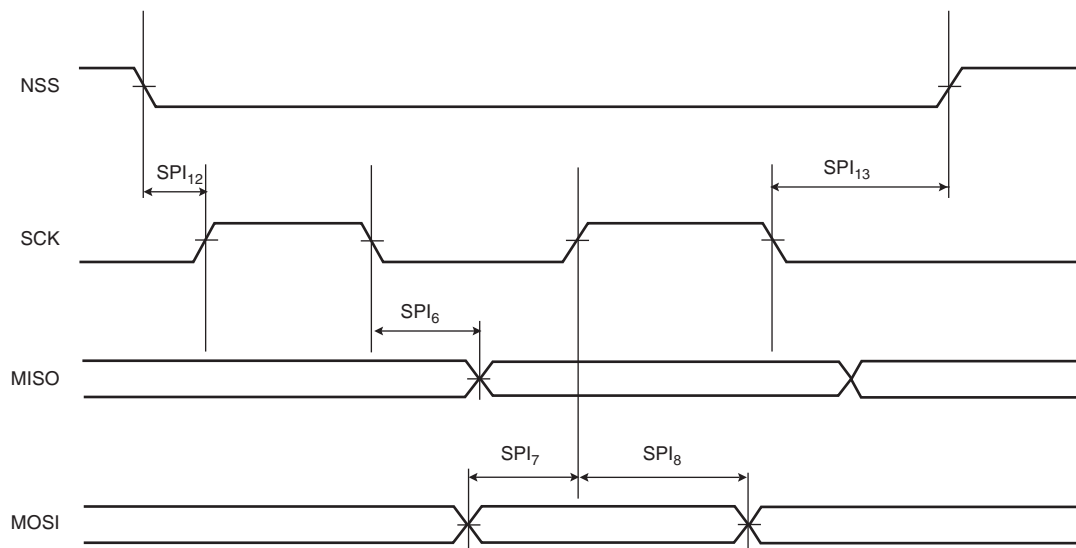 NSS
SPI₁₂
SPI₁₃
SCK
SPI₆
MISO
SPI₇
SPI₈
MOSI